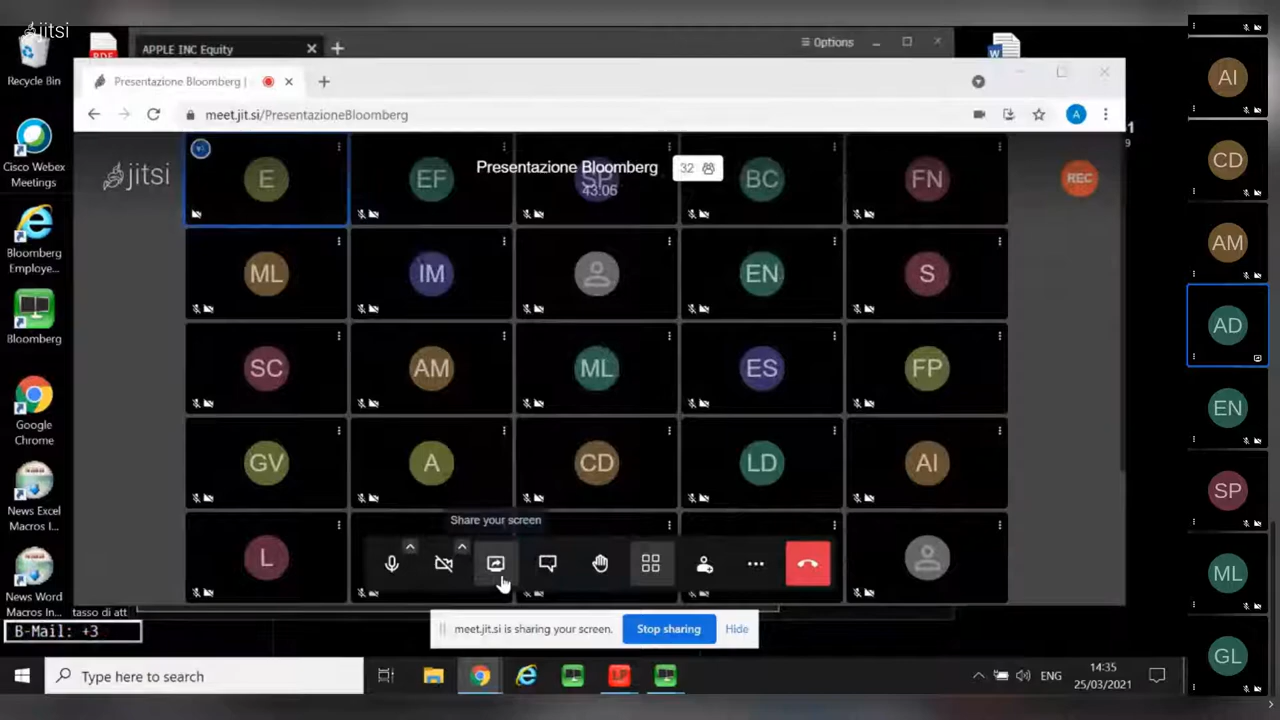 jitsi
APPLE INC Equity
Options
Recycle Bin
Presentazione Bloomberg |
meet.jit.si/PresentazioneBloomberg
A
jitsi
Presentazione Bloomberg
32
43:06
REC
E
EF
SP
BC
FN
ML
IM
EN
S
SC
AM
ML
ES
FP
GV
A
CD
LD
AI
L
Share your screen
meet.jit.si is sharing your screen.
Stop sharing
Hide
Cisco Webex
Meetings
Bloomberg
Employe...
Bloomberg
Google
Chrome
News Excel
Macros I...
News Word
Macros In...
tasso di att
B-Mail: +3
Type here to search
ENG
14:35
25/03/2021
AI
CD
AM
AD
EN
SP
ML
GL